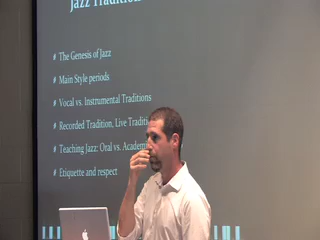 Jazz Tradition
# The Genesis of Jazz
# Main Style periods
# Vocal vs. Instrumental Traditions
# Recorded Tradition, Live Traditi
# Teaching Jazz: Oral vs. Academ
# Etiquette and respect